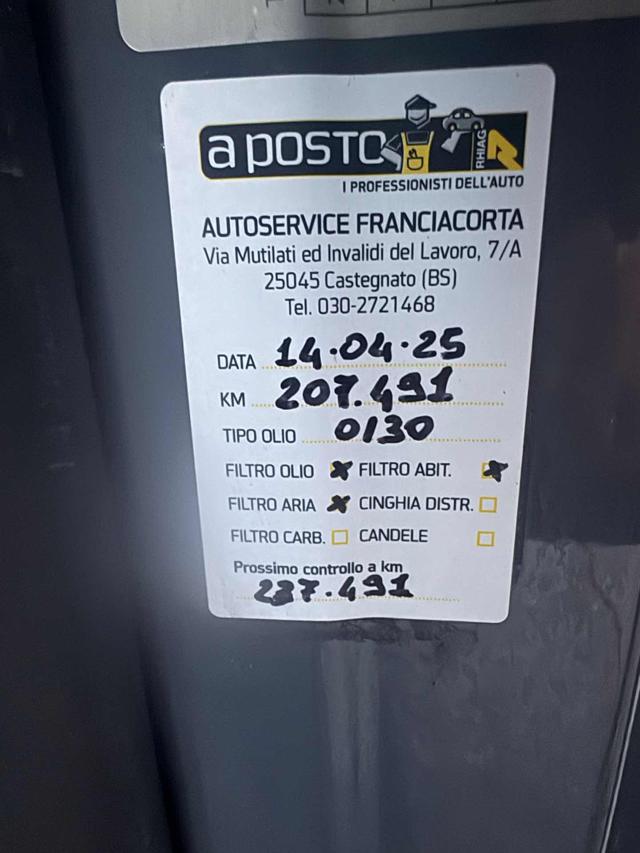 a posto
RHIAG
I PROFESSIONISTI DELL'AUTO
AUTOSERVICE FRANCIACORTA
Via Mutilati ed Invalidi del Lavoro, 7/A
25045 Castegnato (BS)
Tel. 030-2721468
DATA 14.04.25
KM 207.491
TIPO OLIO 0/30
FILTRO OLIO FILTRO ABIT.
FILTRO ARIA CINGHIA DISTR.
FILTRO CARB. CANDELE
Prossimo controllo a km
237.491